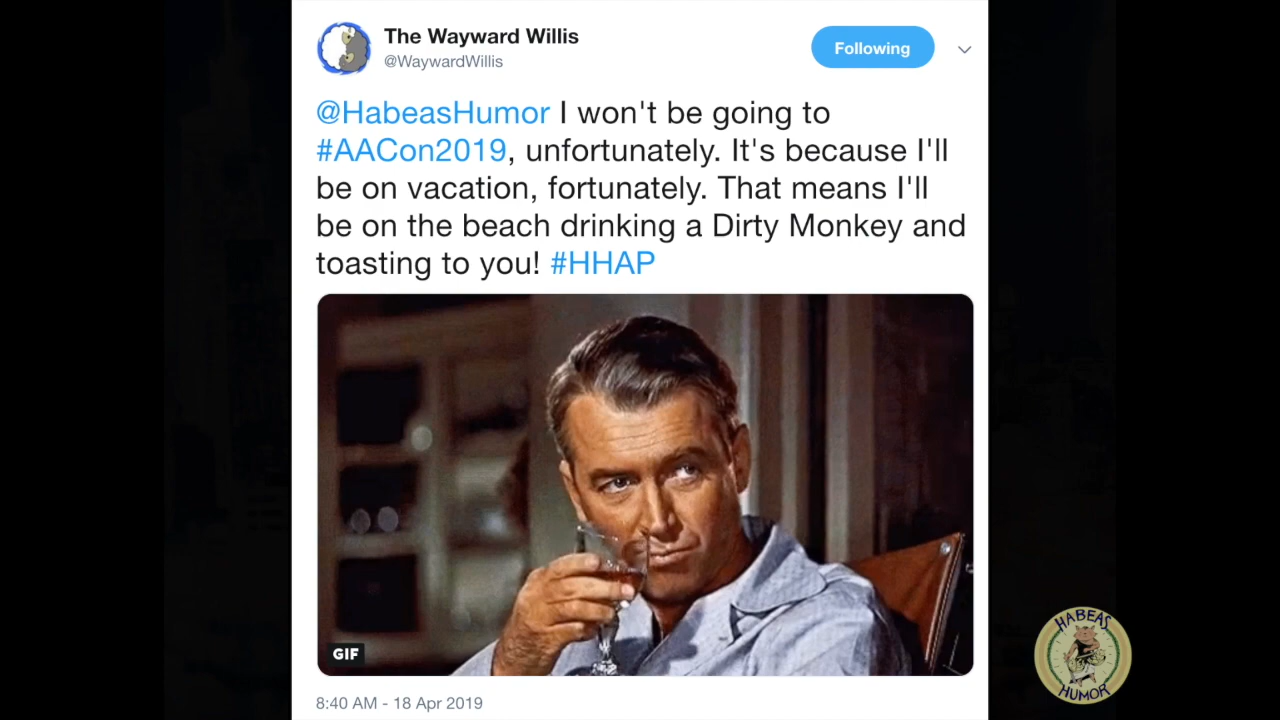 The Wayward Willis
@WaywardWillis
Following
@HabeasHumor I won't be going to
#AACon2019, unfortunately. It's because I'll
be on vacation, fortunately. That means I'll
be on the beach drinking a Dirty Monkey and
toasting to you! #HHAP
GIF
8:40 AM - 18 Apr 2019
HABEAS
HUMOR